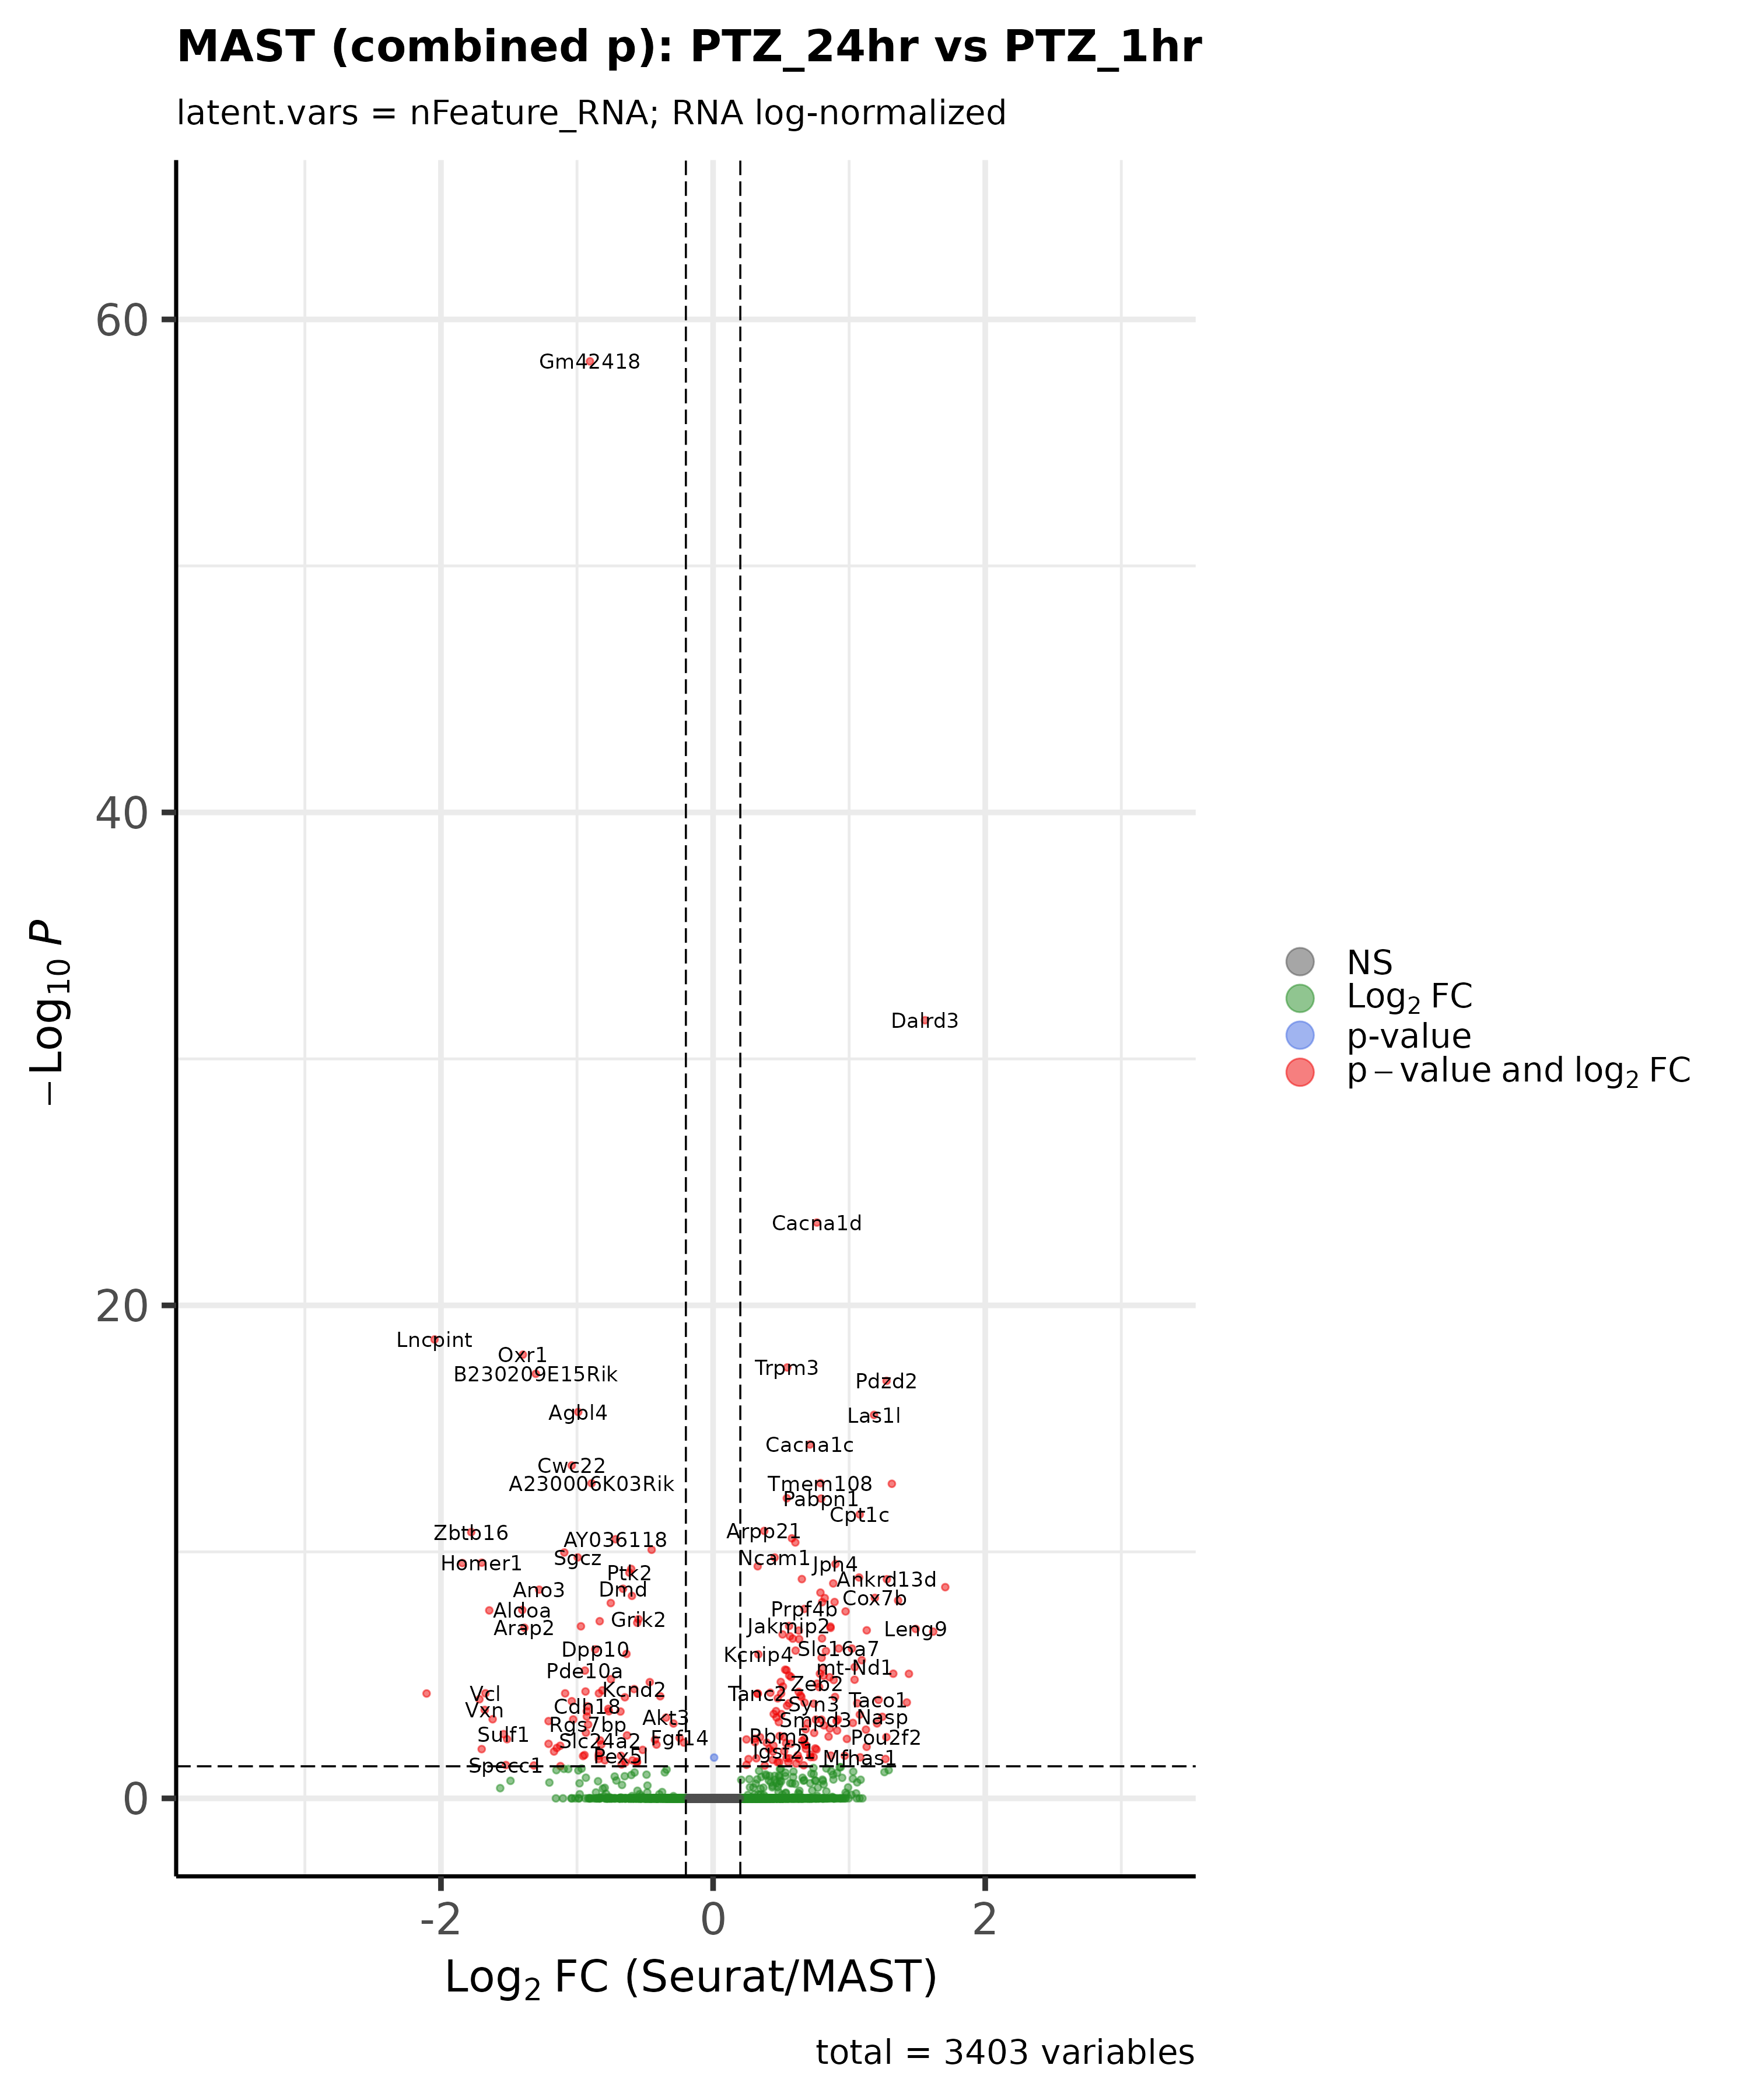 MAST (combined p): PTZ_24hr vs PTZ_1hr
latent.vars = nFeature_RNA; RNA log-normalized
60
40
20
0
−Log10 P
Gm42418
Dalrd3
Cacna1d
Lncpint
Oxr1
B230209E15Rik
Trpm3
Pdzd2
Agbl4
Las1l
Cacna1c
Cwc22
A230006K03Rik
Tmem108
Pabpn1
Cpt1c
Zbtb16
Arpp21
AY036118
Homer1
Sgcz
Ncam1
Jph4
Ptk2
Ankrd13d
Ano3
Dmd
Cox7b
Aldoa
Prpf4b
Arap2
Grik2
Jakmip2
Leng9
Dpp10
Kcnip4
Slc16a7
Pde10a
mt-Nd1
Vcl
Kcnd2
Tanc2
Zeb2
Vxn
Cdh18
Syn3
Taco1
Rgs7bp
Akt3
Smpd3
Nasp
Sulf1
Slc24a2
Fgf14
Rbm5
Pou2f2
Pex5l
Igsf21
Mfhas1
Specc1
-2
0
2
Log2 FC (Seurat/MAST)
total = 3403 variables
NS
Log2 FC
p-value
p − value and log2 FC